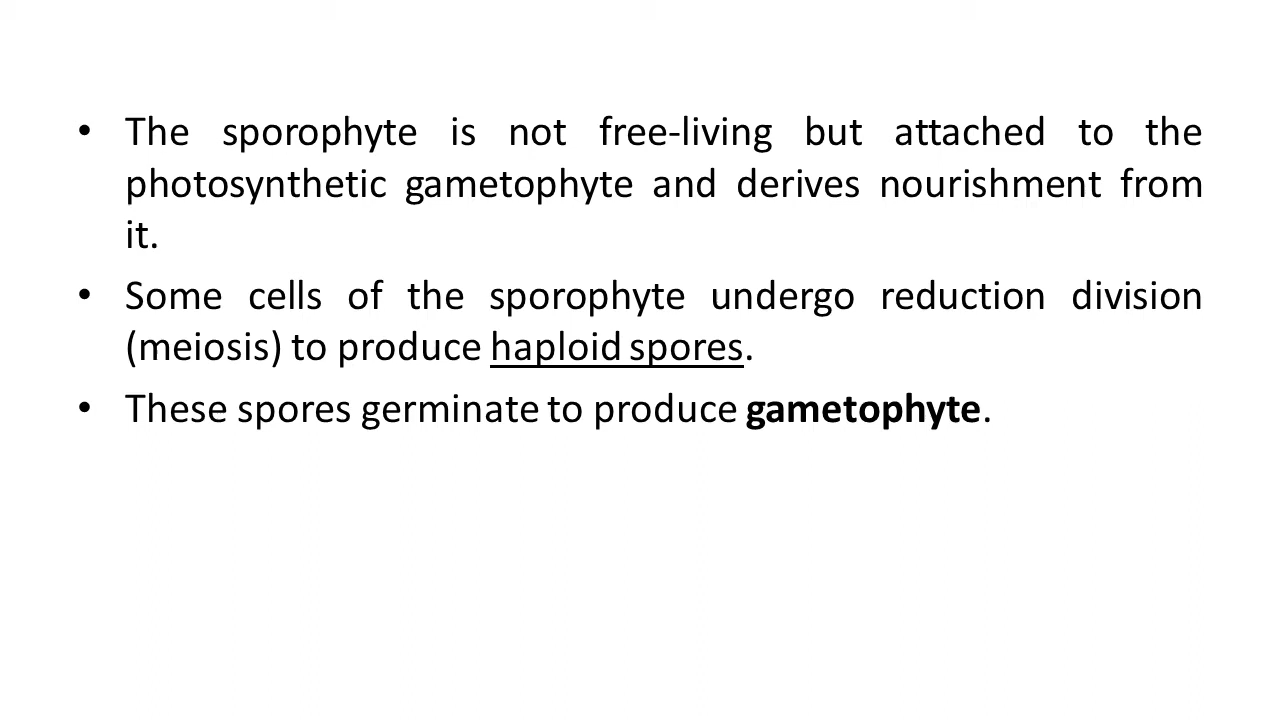 • The sporophyte is not free-living but attached to the
photosynthetic gametophyte and derives nourishment from
it.
• Some cells of the sporophyte undergo reduction division
(meiosis) to produce haploid spores.
• These spores germinate to produce gametophyte.